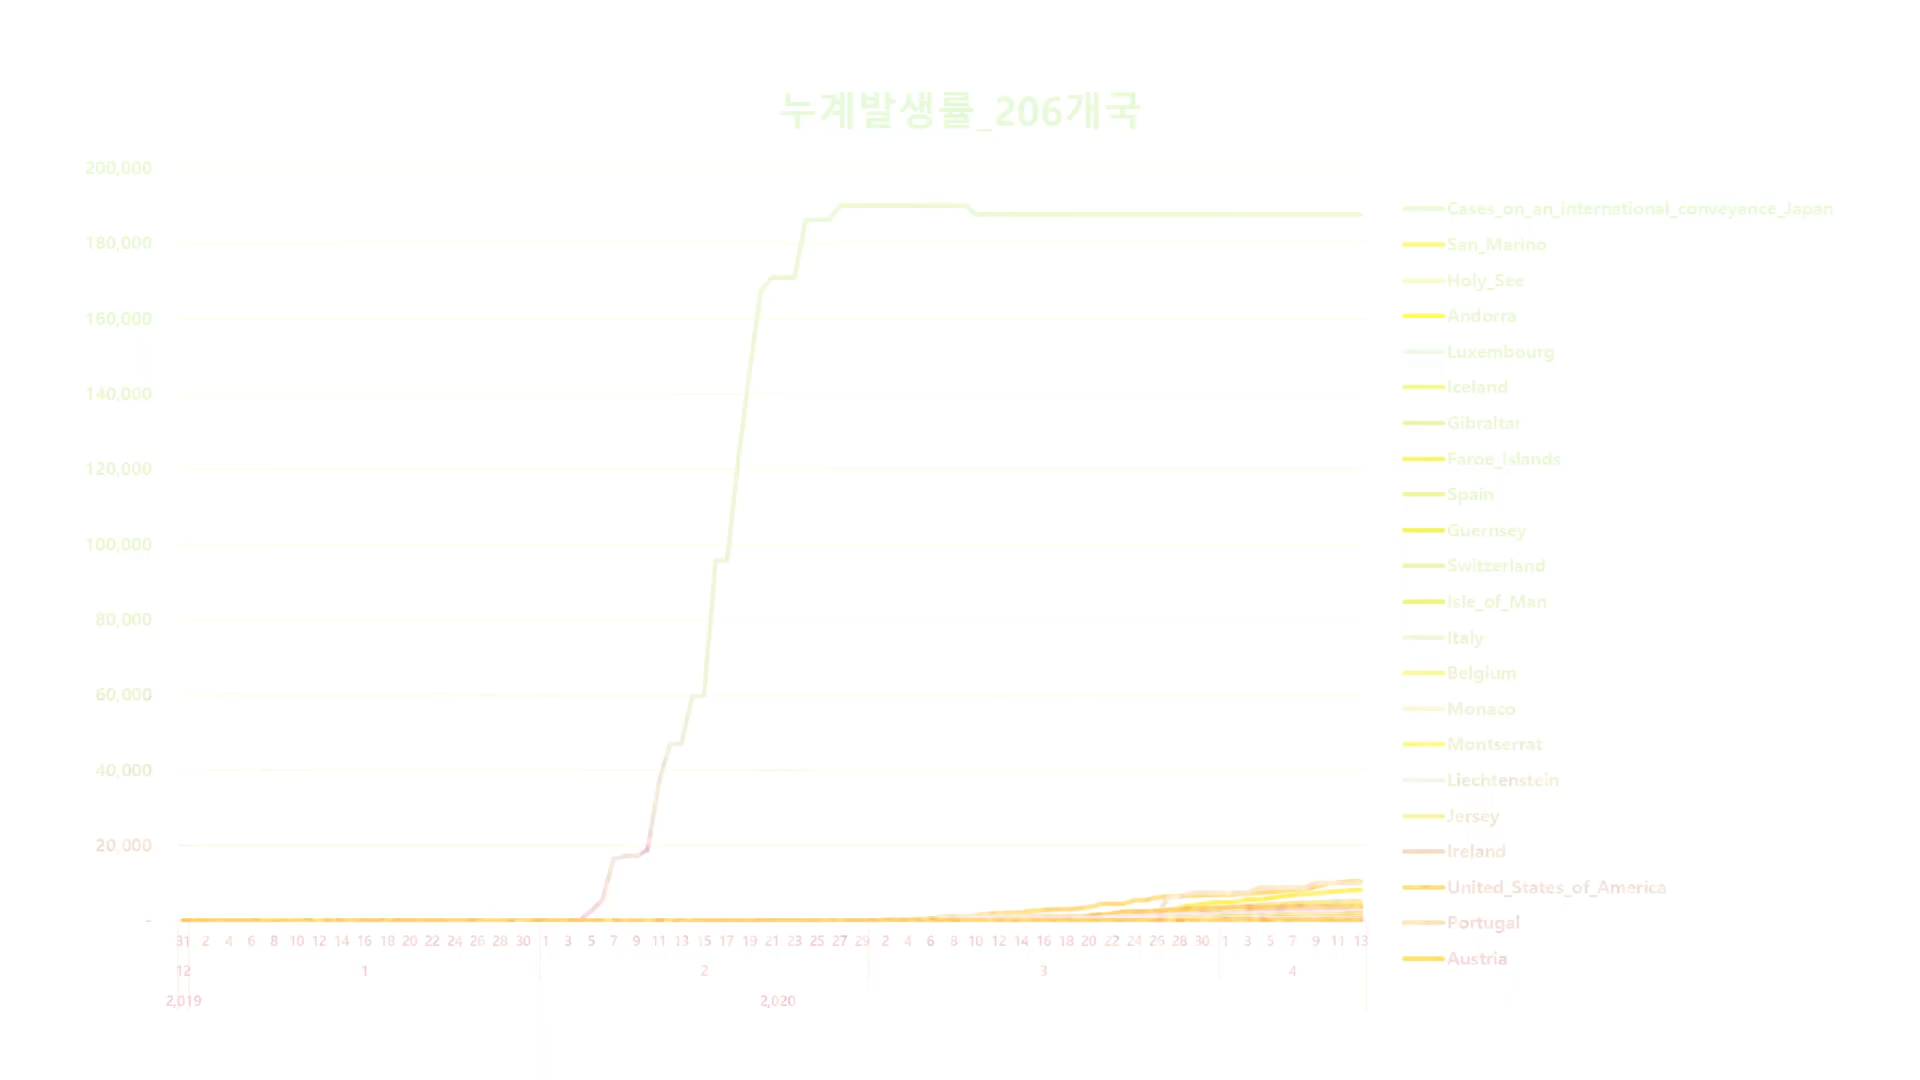 누계발생률_206개국
200,000
180,000
160,000
140,000
120,000
100,000
80,000
60,000
40,000
20,000
-
31 2 4 6 8 10 12 14 16 18 20 22 24 26 28 30 1 3 5 7 9 11 13 15 17 19 21 23 25 27 29 2 4 6 8 10 12 14 16 18 20 22 24 26 28 30 1 3 5 7 9 11 13
12 1 2 3 4
2,019 2,020
Cases_on_an_international_conveyance_Japan
San_Marino
Holy_See
Andorra
Luxembourg
Iceland
Gibraltar
Faroe_Islands
Spain
Guernsey
Switzerland
Isle_of_Man
Italy
Belgium
Monaco
Montserrat
Liechtenstein
Jersey
Ireland
United_States_of_America
Portugal
Austria